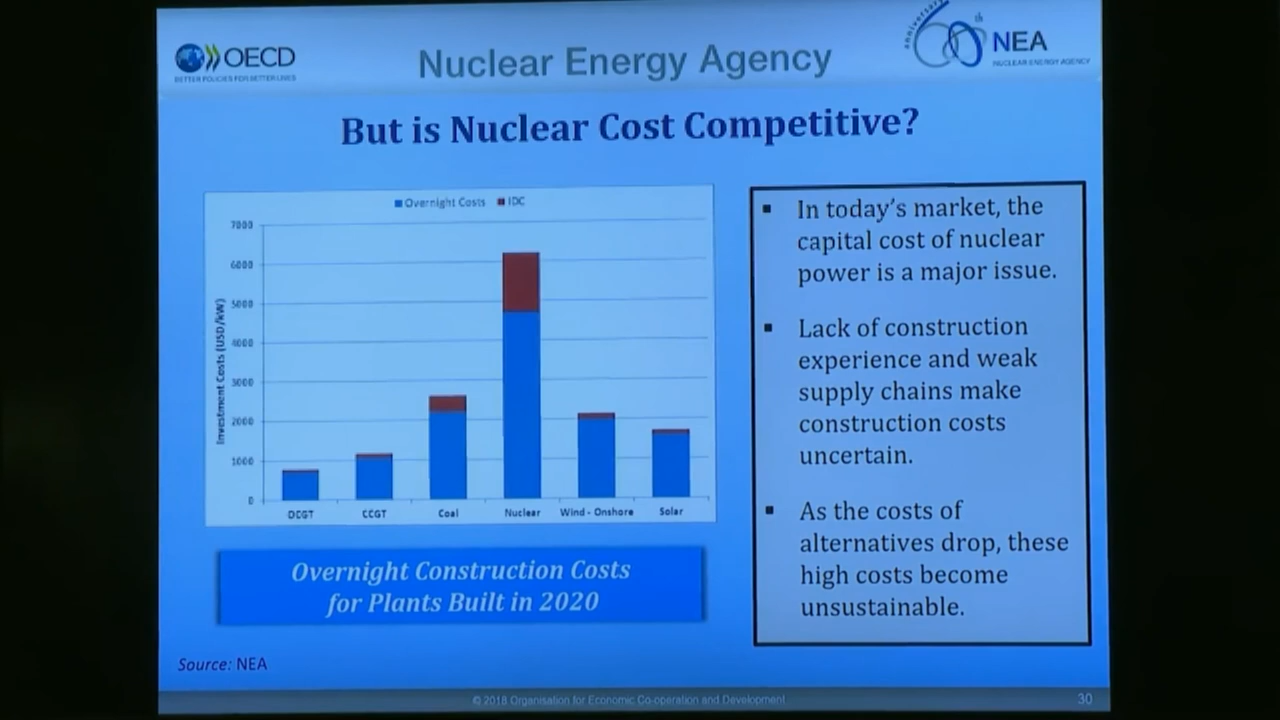 OECD
BETTER POLICIES FOR BETTER LIVES
Nuclear Energy Agency
anniversary
60th
NEA
NUCLEAR ENERGY AGENCY
But is Nuclear Cost Competitive?
Overnight Costs IDC
Investment Costs (USD/kW)
7000
6000
5000
4000
3000
2000
1000
0
OCGT CCGT Coal Nuclear Wind - Onshore Solar
Overnight Construction Costs
for Plants Built in 2020
▪ In today's market, the
capital cost of nuclear
power is a major issue.
▪ Lack of construction
experience and weak
supply chains make
construction costs
uncertain.
▪ As the costs of
alternatives drop, these
high costs become
unsustainable.
Source: NEA
© 2018 Organisation for Economic Co-operation and Development
30